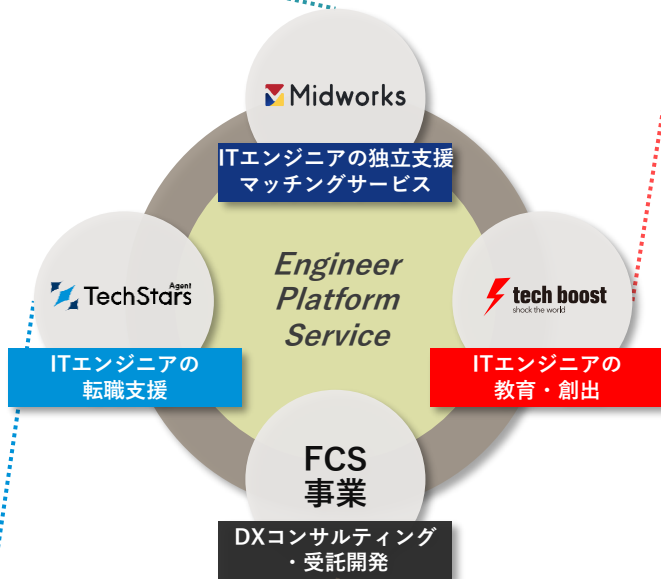 Midworks
ITエンジニアの独立支援
マッチングサービス
Engineer
Platform
Service
Agent
TechStars
ITエンジニアの
転職支援
tech boost
shock the world
ITエンジニアの
教育・創出
FCS
事業
DXコンサルティング
・受託開発